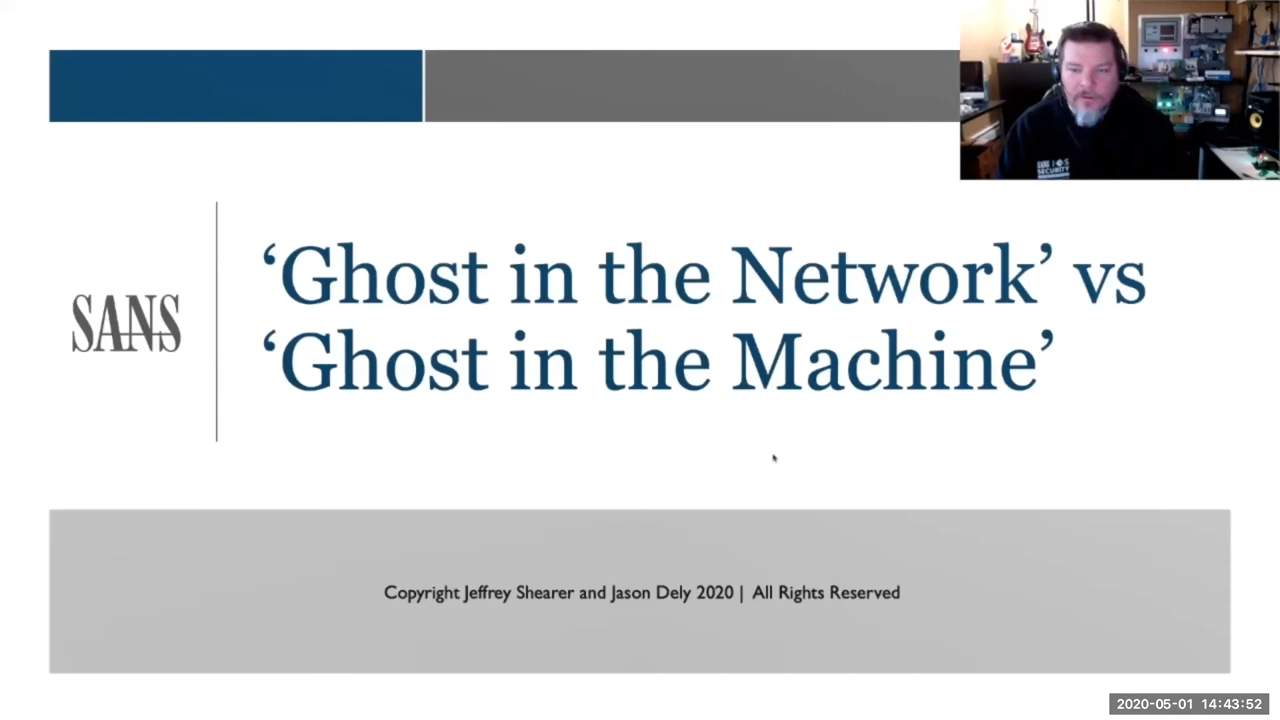 ‘Ghost in the Network’ vs
‘Ghost in the Machine’
SANS
Copyright Jeffrey Shearer and Jason Dely 2020 | All Rights Reserved
SECURITY
2020-05-01 14:43:52